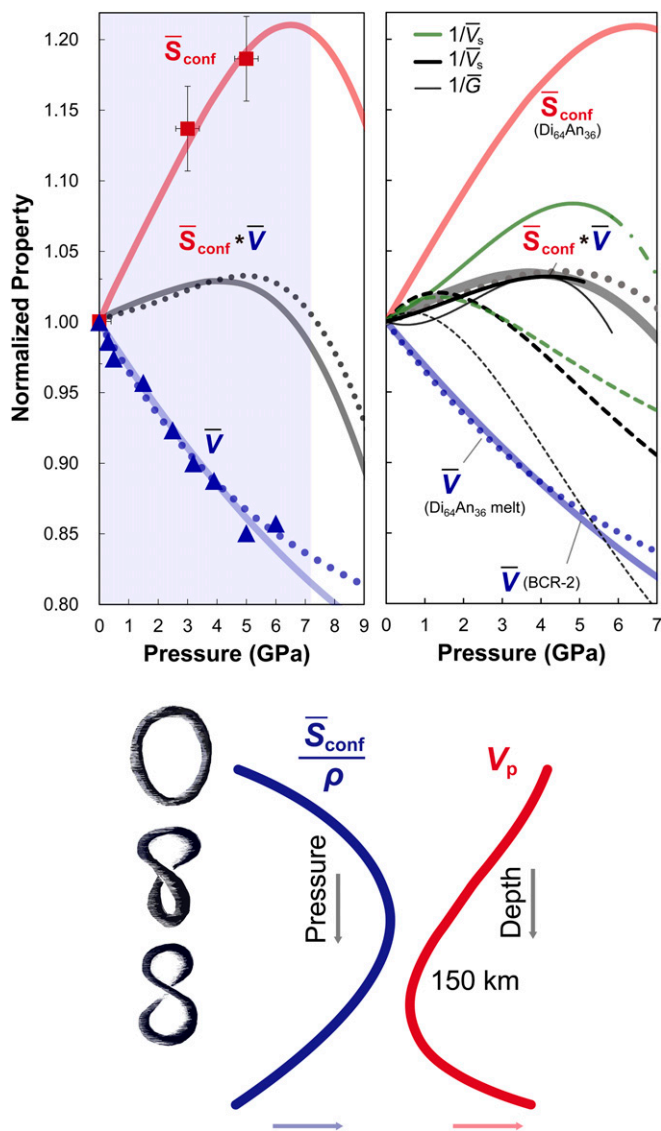 Normalized Property
1.20
1.15
1.10
1.05
1.00
0.95
0.90
0.85
0.80
S̅conf
S̅conf * V̅
V̅
0 1 2 3 4 5 6 7 8 9
Pressure (GPa)
1/V̅s
1/V̅s
1/G̅
S̅conf
(Di64An36)
S̅conf * V̅
V̅
(Di64An36 melt)
V̅ (BCR-2)
0 1 2 3 4 5 6 7
Pressure (GPa)
S̅conf
ρ
Vp
Pressure
Depth
150 km